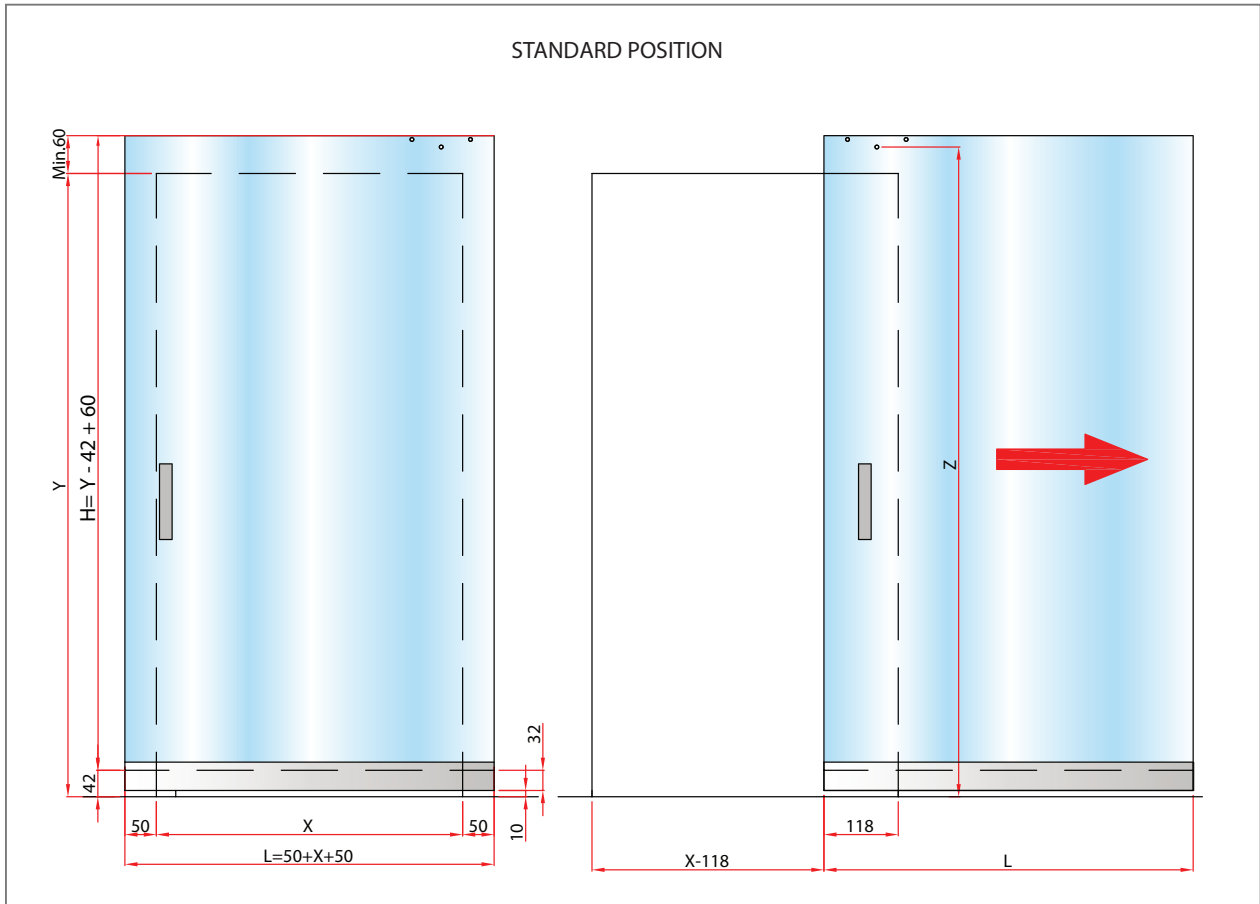 STANDARD POSITION
Min.60
Y
H= Y - 42 + 60
42
50
X
50
L=50+X+50
32
10
Z
118
X-118
L